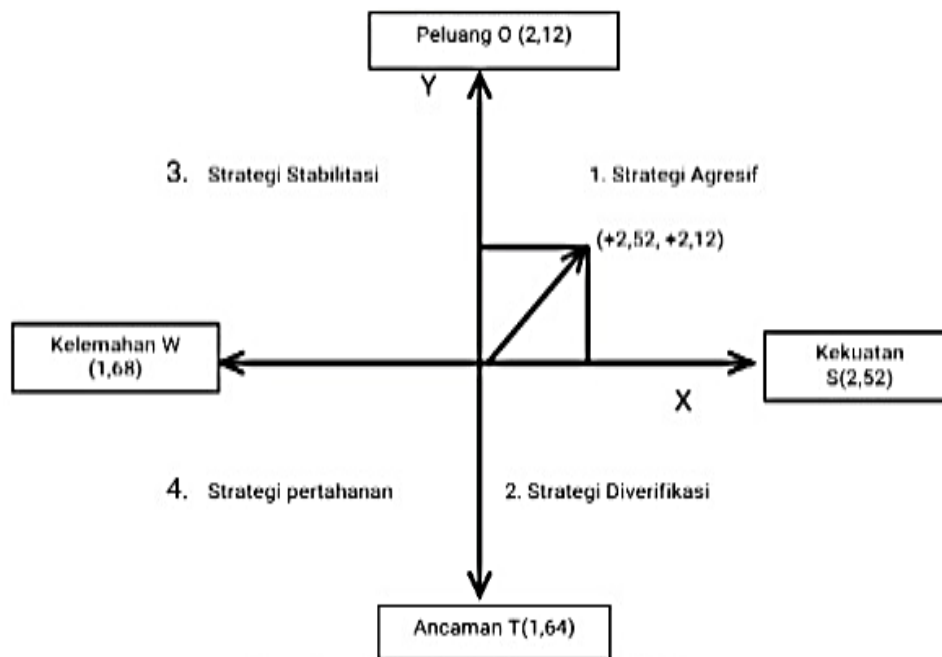 Peluang O (2,12)
Y
3. Strategi Stabilitasi
1. Strategi Agresif
(+2,52, +2,12)
Kelemahan W
(1,68)
Kekuatan
S(2,52)
X
4. Strategi pertahanan
2. Strategi Diverifikasi
Ancaman T(1,64)